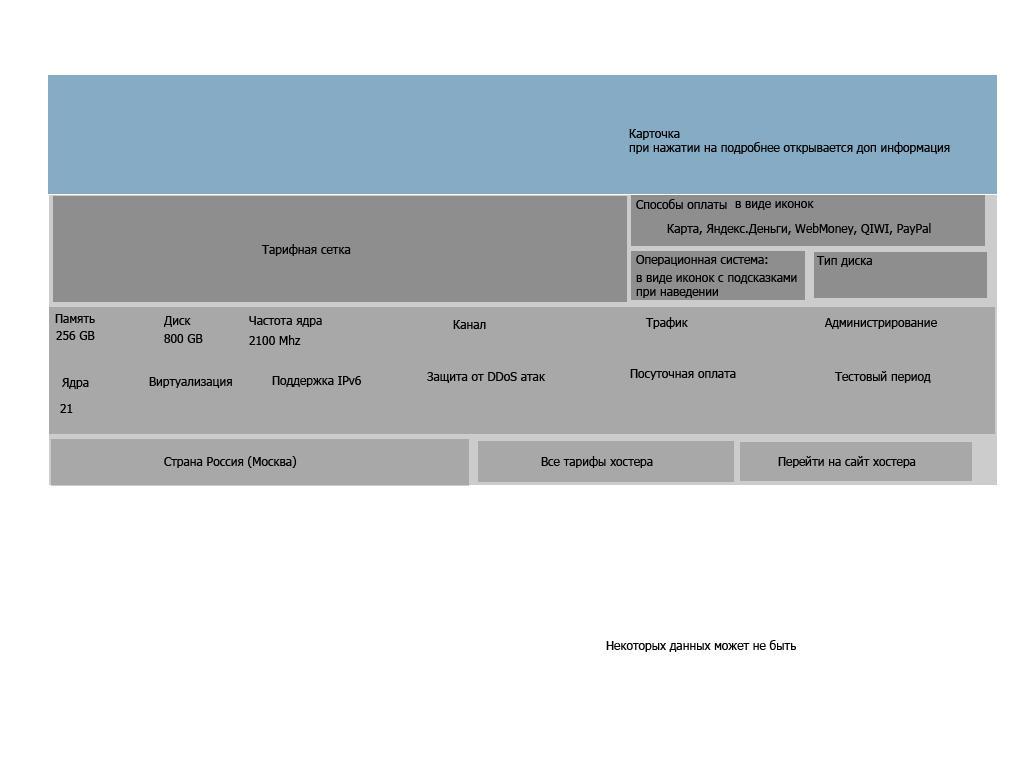 Карточка
при нажатии на подробнее открывается доп информация
Способы оплаты в виде иконок
Карта, Яндекс.Деньги, WebMoney, QIWI, PayPal
Тарифная сетка
Операционная система:
в виде иконок с подсказками
при наведении
Тип диска
Память
256 GB
Диск
800 GB
Частота ядра
2100 Mhz
Канал
Трафик
Администрирование
Ядра
21
Виртуализация
Поддержка IPv6
Защита от DDoS атак
Посуточная оплата
Тестовый период
Страна Россия (Москва)
Все тарифы хостера
Перейти на сайт хостера
Некоторых данных может не быть